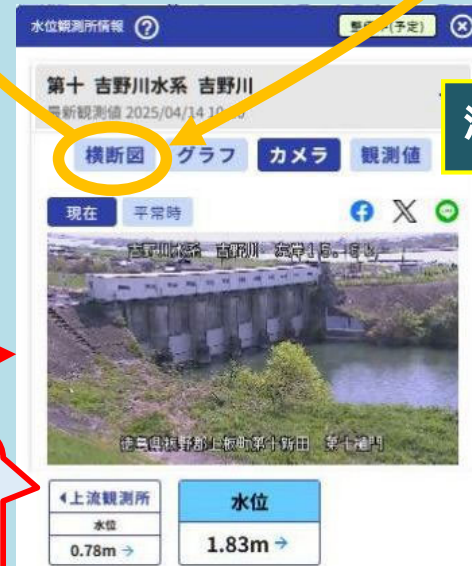 水位観測所情報 ?
(予定)
第十 吉野川水系 吉野川
最新観測値 2025/04/14
横断図 グラフ カメラ 観測値
現在 平常時
吉野川水系 吉野川
徳島県板野郡上板町第十新田 第十樋門
◀上流観測所
水位
0.78m →
水位
1.83m →